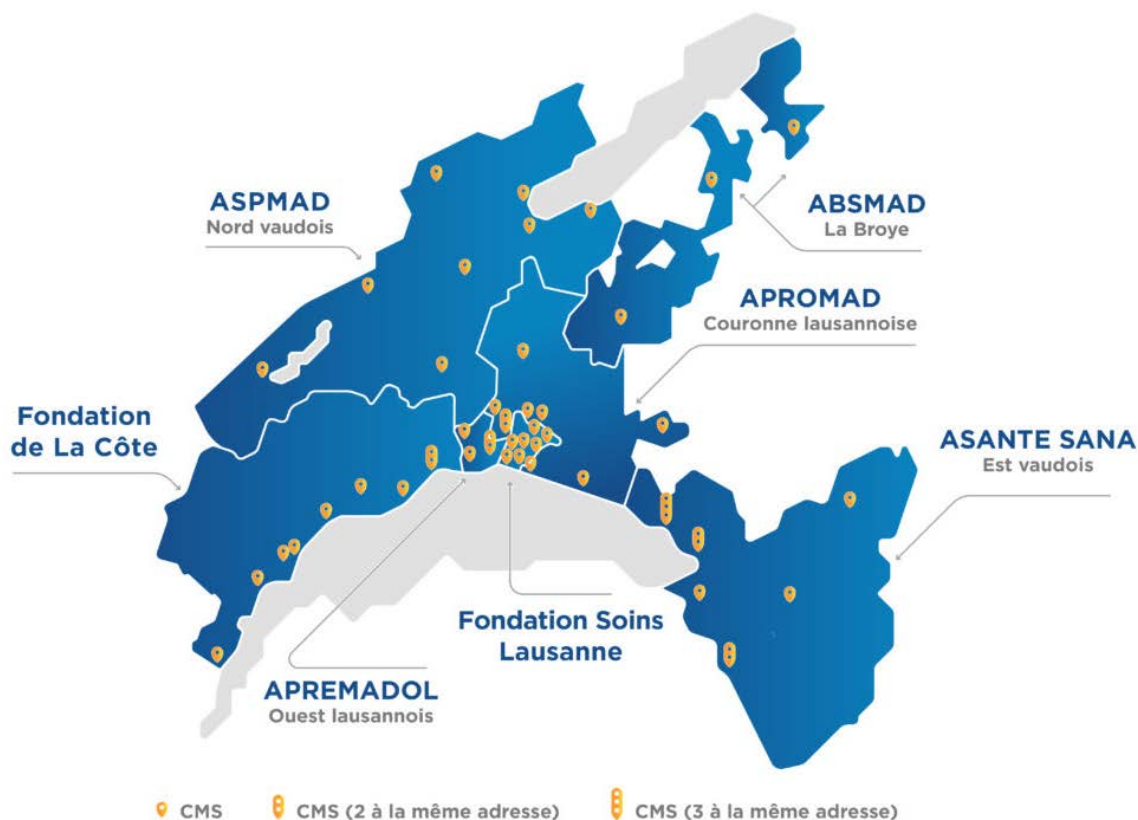 ASPMAD
Nord vaudois
ABSMAD
La Broye
APROMAD
Couronne lausannoise
Fondation
de La Côte
ASANTE SANA
Est vaudois
Fondation Soins
Lausanne
APREMADOL
Ouest lausannois
CMS
CMS (2 à la même adresse)
CMS (3 à la même adresse)